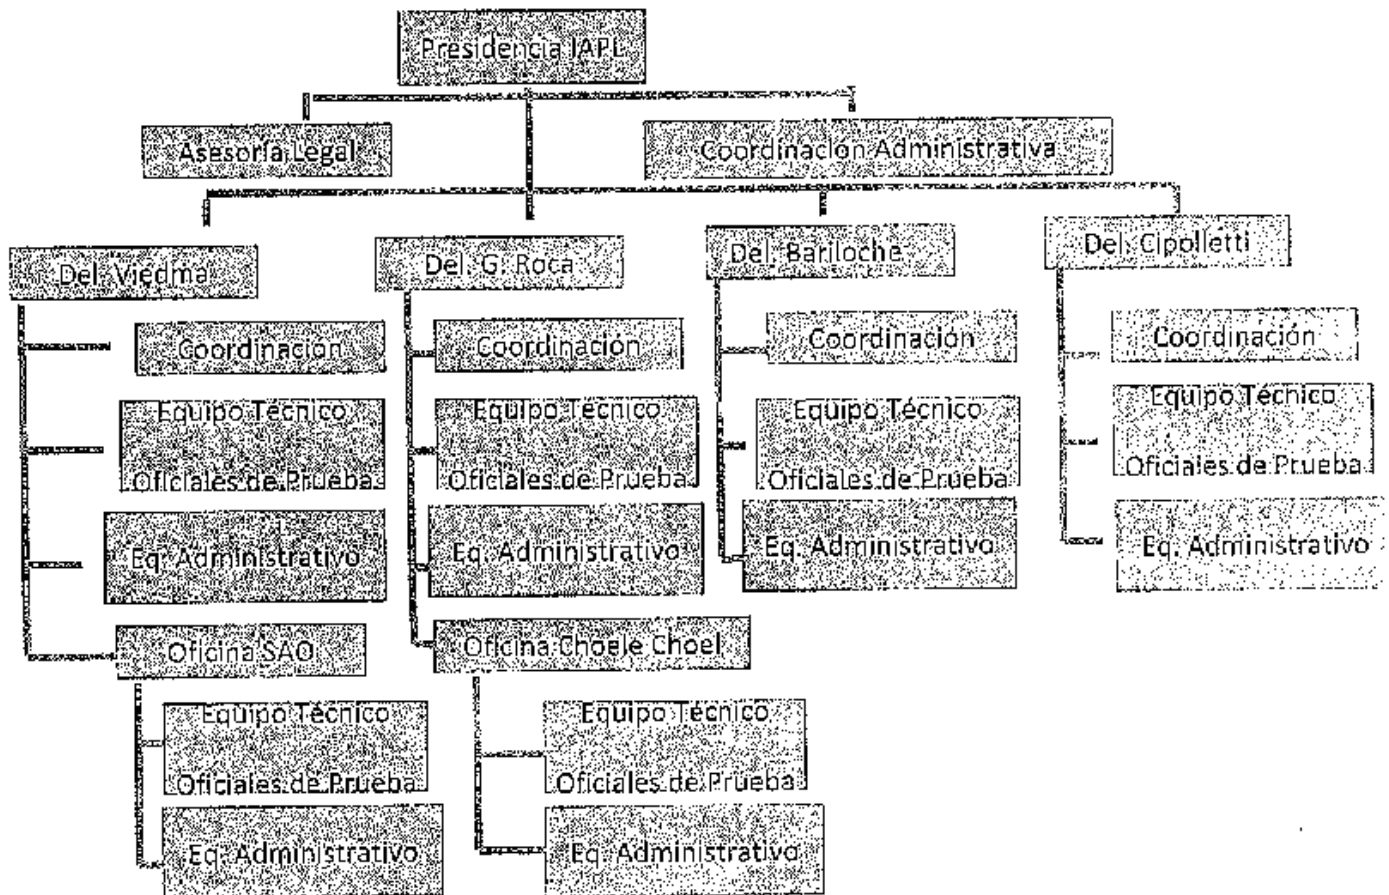 Presidencia IAPL
Asesoría Legal
Coordinación Administrativa
Del. Viedma
Del. G. Roca
Del. Bariloche
Del. Cipolletti
Coordinación
Coordinación
Coordinación
Coordinación
Equipo Técnico
Oficiales de Prueba
Equipo Técnico
Oficiales de Prueba
Equipo Técnico
Oficiales de Prueba
Equipo Técnico
Oficiales de Prueba
Eq. Administrativo
Eq. Administrativo
Eq. Administrativo
Eq. Administrativo
Oficina SAO
Oficina Choele Choel
Equipo Técnico
Oficiales de Prueba
Equipo Técnico
Oficiales de Prueba
Eq. Administrativo
Eq. Administrativo